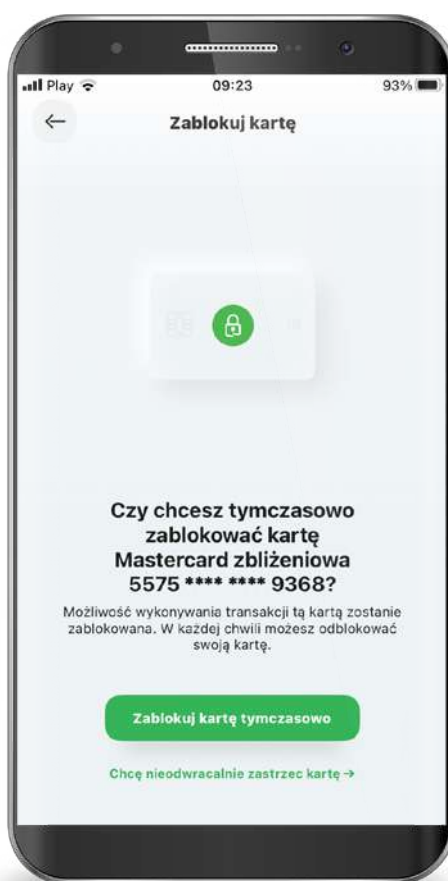 Play 09:23 93%
← Zablokuj kartę
Czy chcesz tymczasowo
zablokować kartę
Mastercard zbliżeniowa
5575 **** **** 9368?
Możliwość wykonywania transakcji tą kartą zostanie
zablokowana. W każdej chwili możesz odblokować
swoją kartę.
Zablokuj kartę tymczasowo
Chcę nieodwracalnie zastrzec kartę →